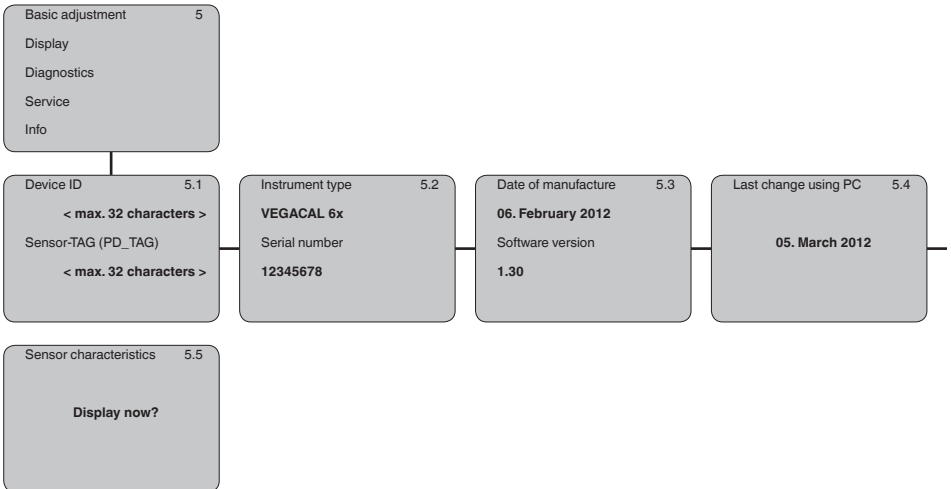 Basic adjustment 5
Display
Diagnostics
Service
Info
Device ID 5.1
< max. 32 characters >
Sensor-TAG (PD_TAG)
< max. 32 characters >
Instrument type 5.2
VEGACAL 6x
Serial number
12345678
Date of manufacture 5.3
06. February 2012
Software version
1.30
Last change using PC 5.4
05. March 2012
Sensor characteristics 5.5
Display now?